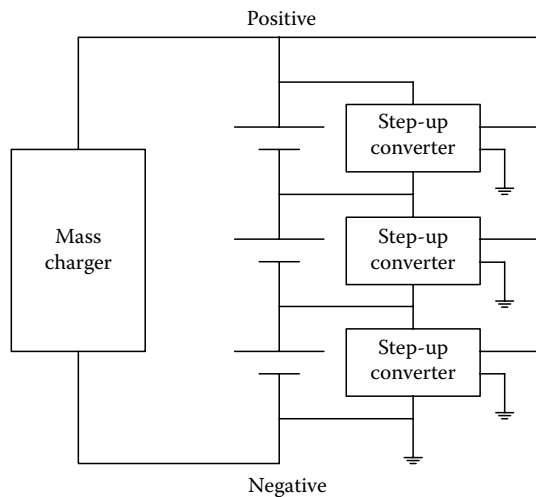 Positive
Step-up
converter
Mass
charger
Step-up
converter
Step-up
converter
Negative